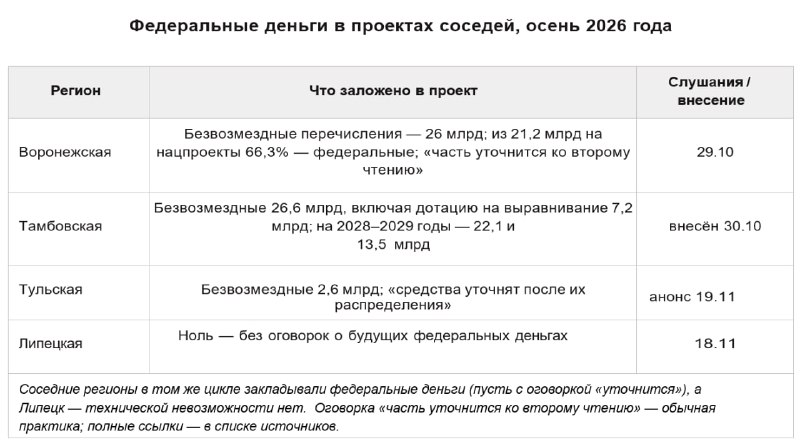 Федеральные деньги в проектах соседей, осень 2026 года
Регион
Что заложено в проект
Слушания /
внесение
Воронежская
Безвозмездные перечисления — 26 млрд; из 21,2 млрд на
нацпроекты 66,3% — федеральные; «часть уточнится ко второму
чтению»
29.10
Тамбовская
Безвозмездные 26,6 млрд, включая дотацию на выравнивание 7,2
млрд; на 2028–2029 годы — 22,1 и
13,5 млрд
внесён 30.10
Тульская
Безвозмездные 2,6 млрд; «средства уточнят после их
распределения»
анонс 19.11
Липецкая
Ноль — без оговорок о будущих федеральных деньгах
18.11
Соседние регионы в том же цикле закладывали федеральные деньги (пусть с оговоркой «уточнится»), а
Липецк — технической невозможности нет. Оговорка «часть уточнится ко второму чтению» — обычная
практика; полные ссылки — в списке источников.